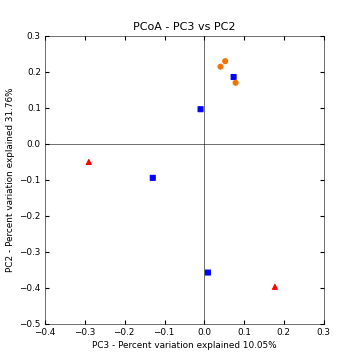 PCoA - PC3 vs PC2
0.3
0.2
0.1
0.0
−0.1
−0.2
−0.3
−0.4
−0.5
PC2 - Percent variation explained 31.76%
−0.4 −0.3 −0.2 −0.1 0.0 0.1 0.2 0.3
PC3 - Percent variation explained 10.05%